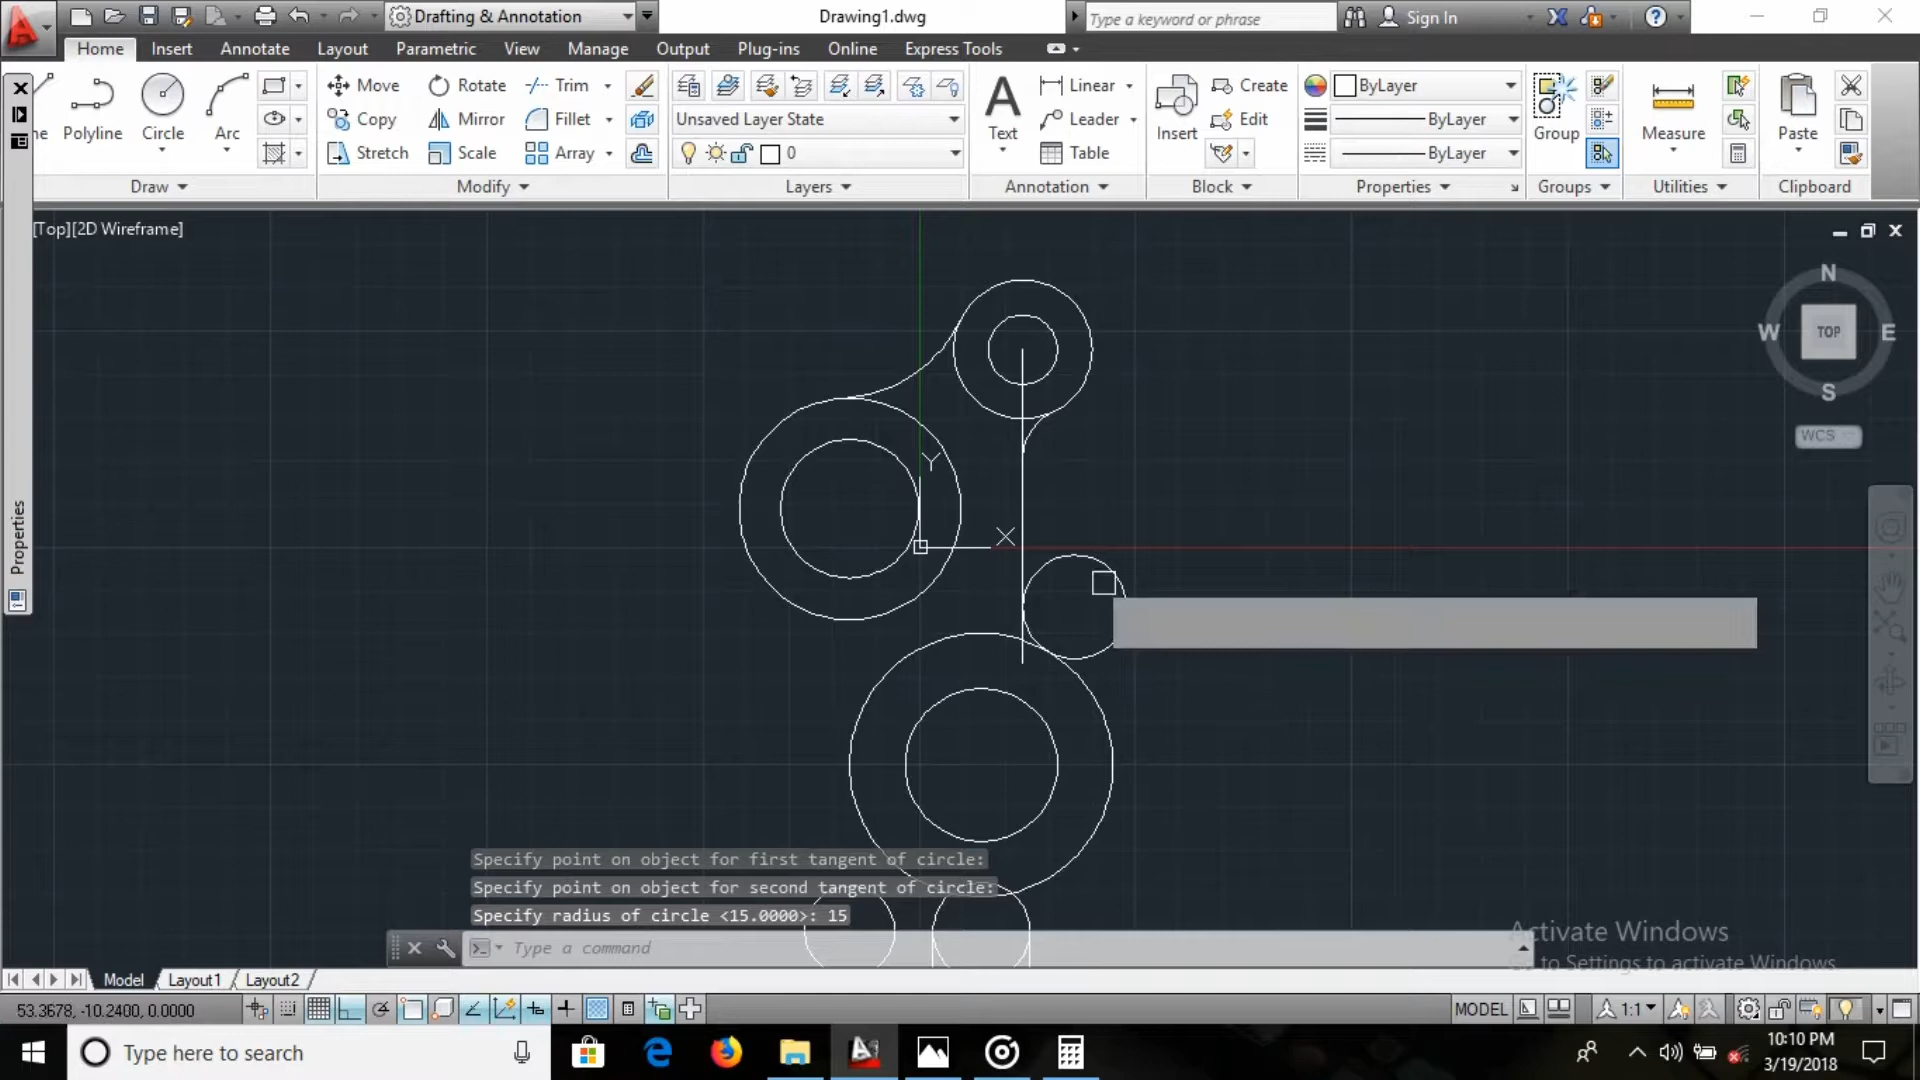 Drafting & Annotation
Drawing1.dwg
Type a keyword or phrase
Sign In
Home
Insert
Annotate
Layout
Parametric
View
Manage
Output
Plug-ins
Online
Express Tools
Polyline
Circle
Arc
Draw
Move
Rotate
Trim
Copy
Mirror
Fillet
Stretch
Scale
Array
Modify
Unsaved Layer State
0
Layers
Text
Linear
Leader
Table
Annotation
Insert
Create
Edit
Block
ByLayer
ByLayer
ByLayer
Properties
Group
Groups
Measure
Utilities
Paste
Clipboard
[Top][2D Wireframe]
N
W
TOP
E
S
WCS
Properties
Y
X
Specify point on object for first tangent of circle:
Specify point on object for second tangent of circle:
Specify radius of circle <15.0000>: 15
Type a command
Activate Windows
Go to Settings to activate Windows.
Model
Layout1
Layout2
53.3678, -10.2400, 0.0000
MODEL
1:1
Type here to search
10:10 PM
3/19/2018